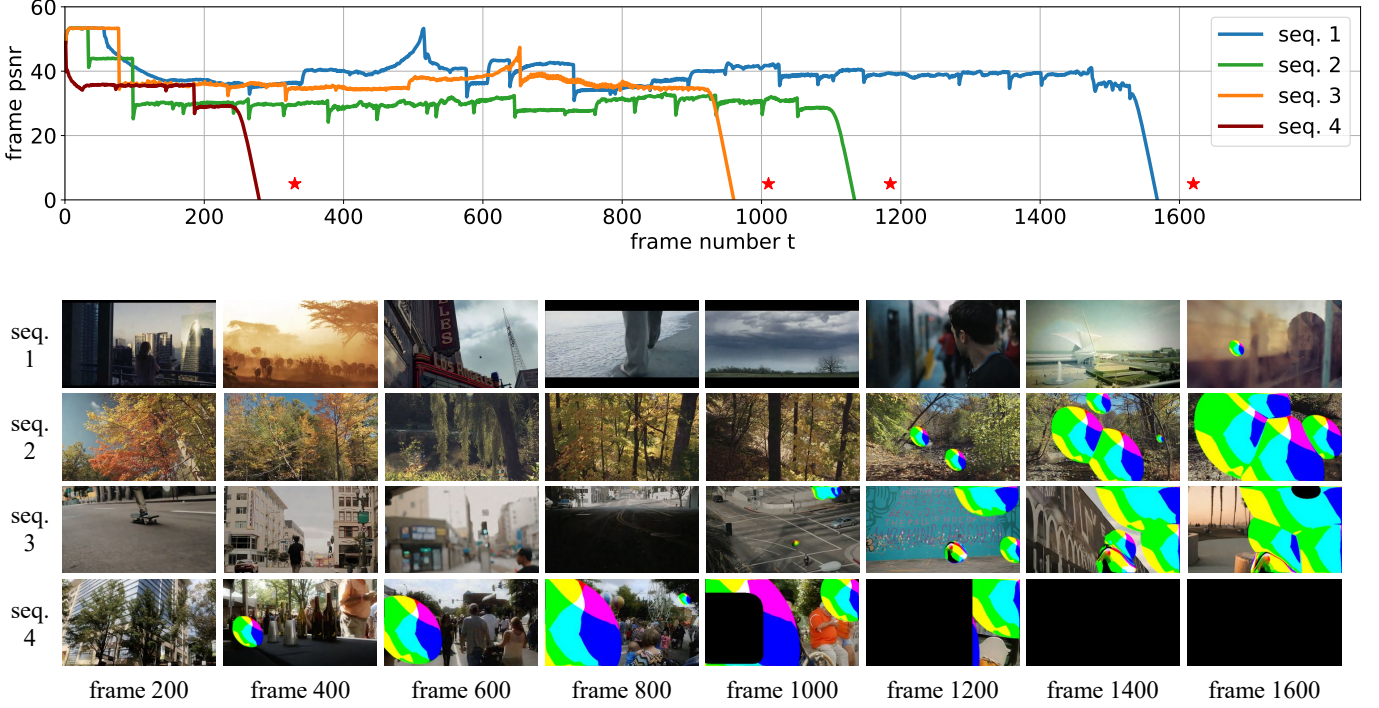 60
40
20
0
frame psnr
0 200 400 600 800 1000 1200 1400 1600
frame number t
seq. 1
seq. 2
seq. 3
seq. 4
seq.
1
LES
seq.
2
seq.
3
seq.
4
frame 200 frame 400 frame 600 frame 800 frame 1000 frame 1200 frame 1400 frame 1600